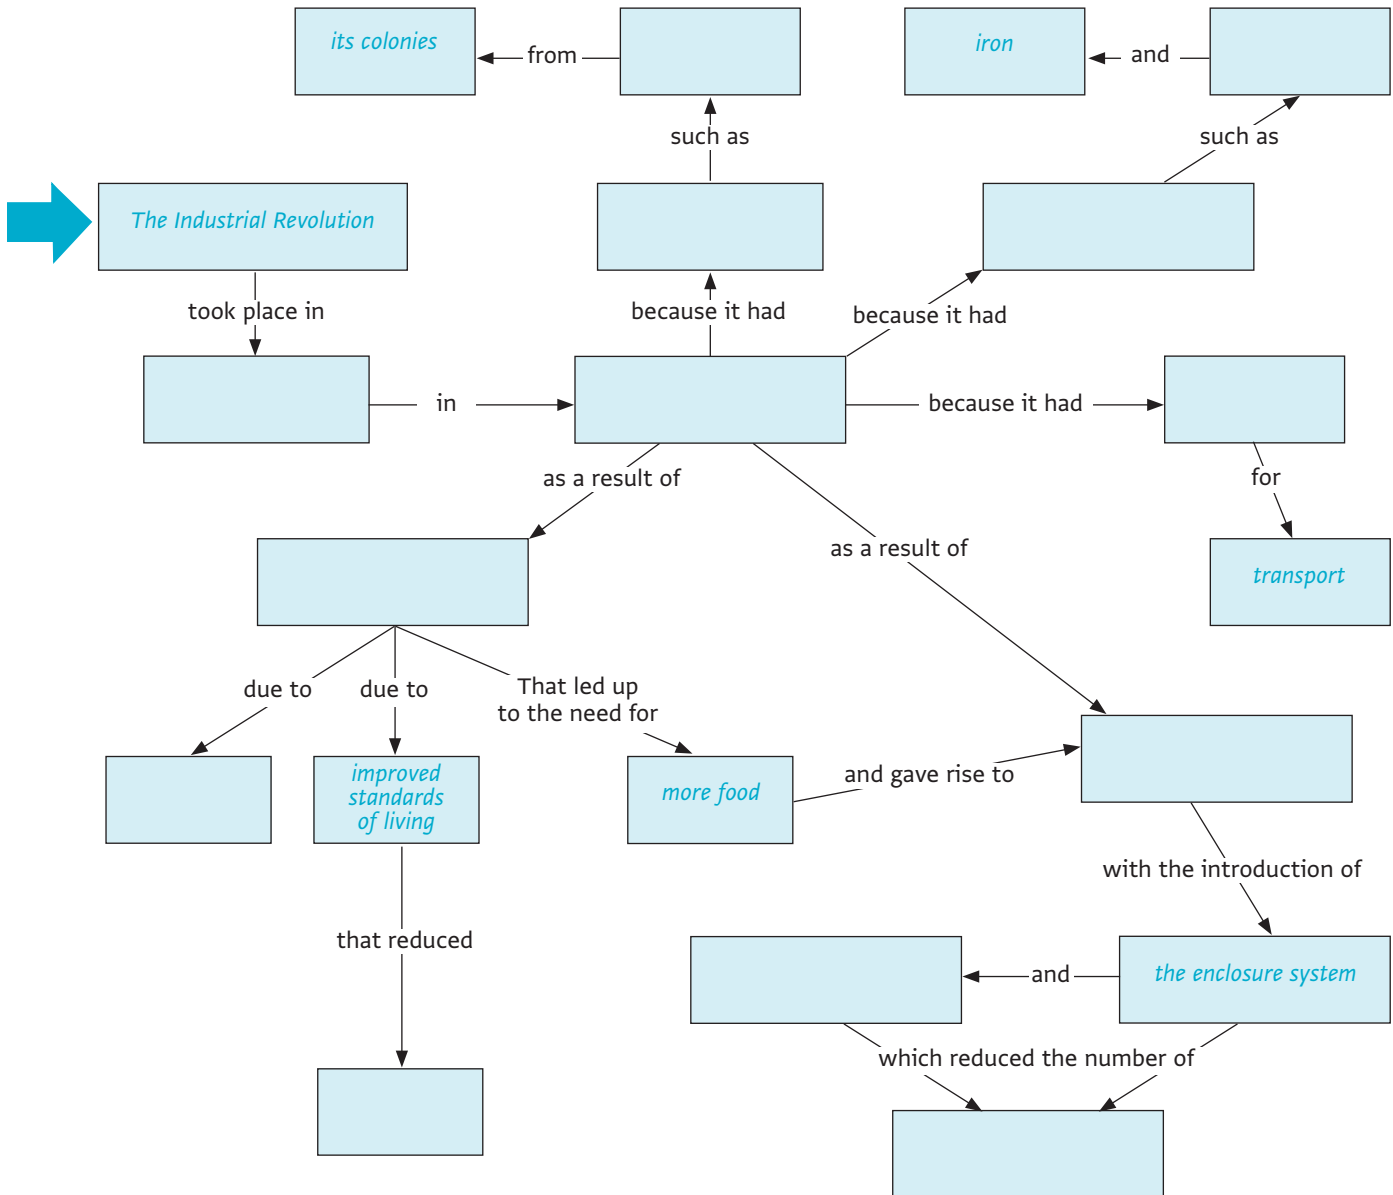 its colonies
from
iron
and
such as
such as
The Industrial Revolution
took place in
because it had
because it had
in
because it had
as a result of
for
as a result of
transport
due to
due to
That led up
to the need for
improved
standards
of living
more food
and gave rise to
with the introduction of
that reduced
and
the enclosure system
which reduced the number of